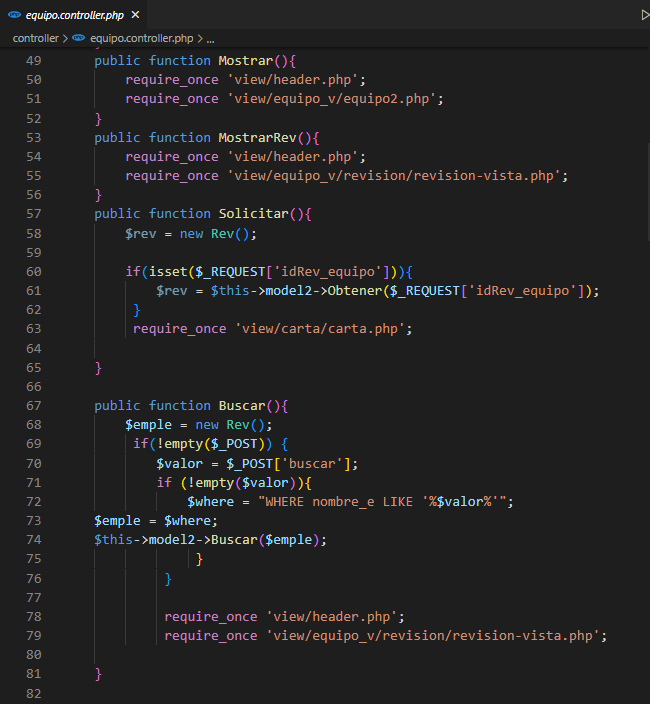 equipo.controller.php ×
controller > equipo.controller.php > ...
49 public function Mostrar(){
50 require_once 'view/header.php';
51 require_once 'view/equipo_v/equipo2.php';
52 }
53 public function MostrarRev(){
54 require_once 'view/header.php';
55 require_once 'view/equipo_v/revision/revision-vista.php';
56 }
57 public function Solicitar(){
58 $rev = new Rev();
59
60 if(isset($_REQUEST['idRev_equipo'])){
61 $rev = $this->model2->Obtener($_REQUEST['idRev_equipo']);
62 }
63 require_once 'view/carta/carta.php';
64
65 }
66
67 public function Buscar(){
68 $emple = new Rev();
69 if(!empty($_POST)) {
70 $valor = $_POST['buscar'];
71 if (!empty($valor)){
72 $where = "WHERE nombre_e LIKE '%$valor%'";
73 $emple = $where;
74 $this->model2->Buscar($emple);
75 }
76 }
77
78 require_once 'view/header.php';
79 require_once 'view/equipo_v/revision/revision-vista.php';
80
81 }
82